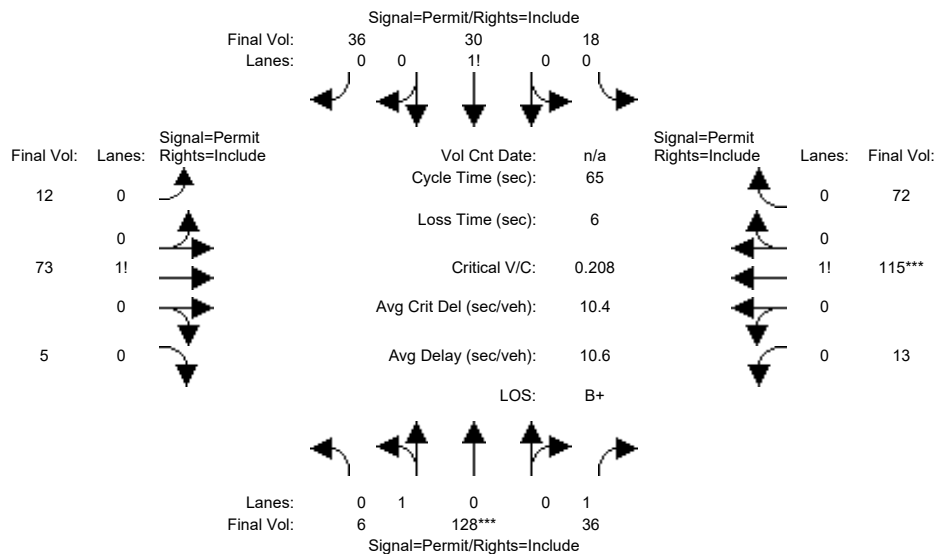 Signal=Permit/Rights=Include
Final Vol: 36 30 18
Lanes: 0 0 1! 0 0
Signal=Permit
Final Vol: Lanes: Rights=Include
Vol Cnt Date: n/a
Signal=Permit
Rights=Include Lanes: Final Vol:
Cycle Time (sec): 65
12 0
0 72
Loss Time (sec): 6
0
0
73 1!
Critical V/C: 0.208
1! 115***
0
Avg Crit Del (sec/veh): 10.4
0
5 0
Avg Delay (sec/veh): 10.6
0 13
LOS: B+
Lanes: 0 1 0 0 1
Final Vol: 6 128*** 36
Signal=Permit/Rights=Include